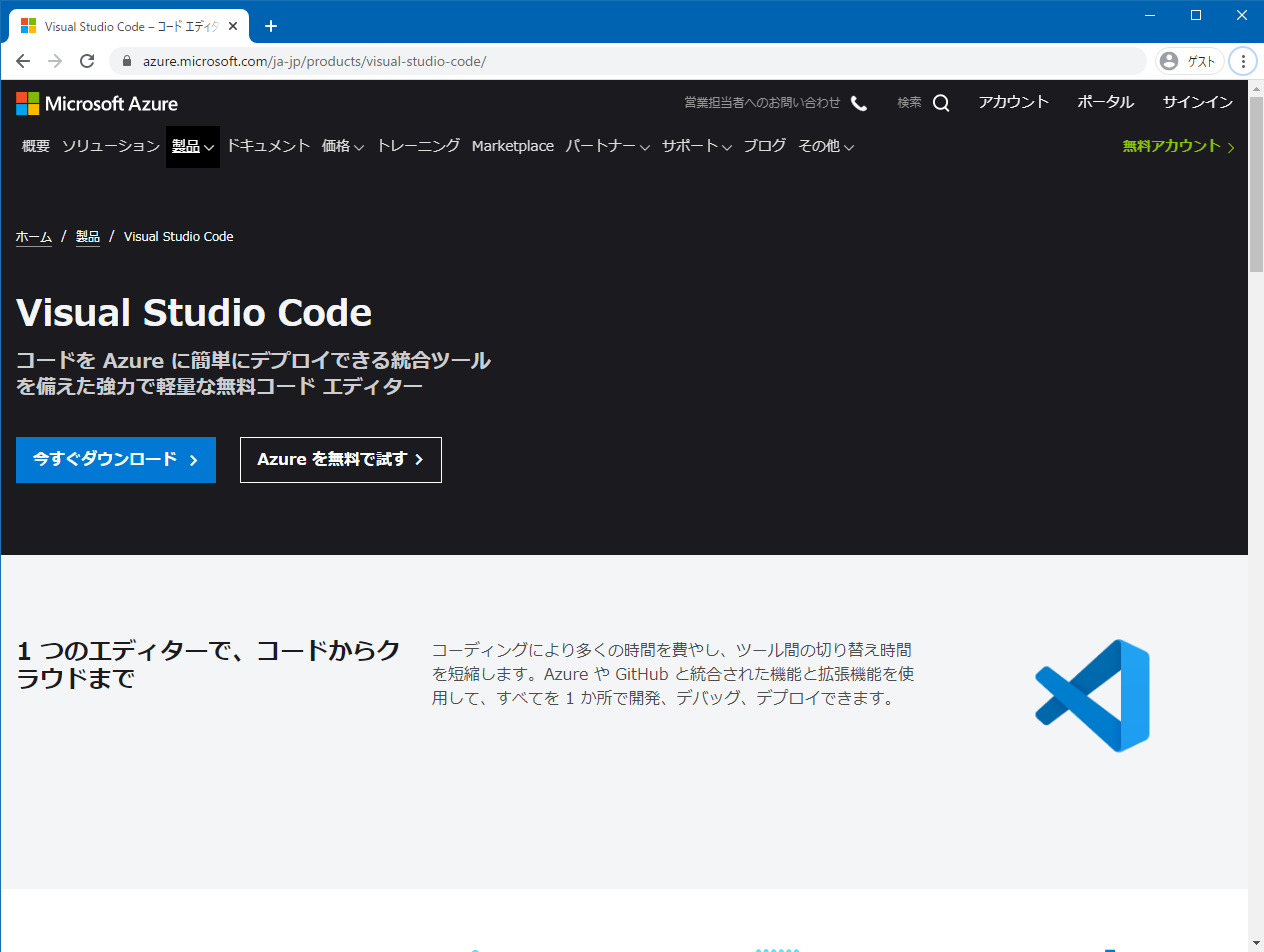 Visual Studio Code – コード エディタ
azure.microsoft.com/ja-jp/products/visual-studio-code/
ゲスト
Microsoft Azure
営業担当者へのお問い合わせ 検索 アカウント ポータル サインイン
概要 ソリューション 製品 ドキュメント 価格 トレーニング Marketplace パートナー サポート ブログ その他 無料アカウント
ホーム / 製品 / Visual Studio Code
Visual Studio Code
コードを Azure に簡単にデプロイできる統合ツール
を備えた強力で軽量な無料コード エディター
今すぐダウンロード Azure を無料で試す
1 つのエディターで、コードからク
ラウドまで
コーディングにより多くの時間を費やし、ツール間の切り替え時間
を短縮します。Azure や GitHub と統合された機能と拡張機能を使
用して、すべてを 1 か所で開発、デバッグ、デプロイできます。